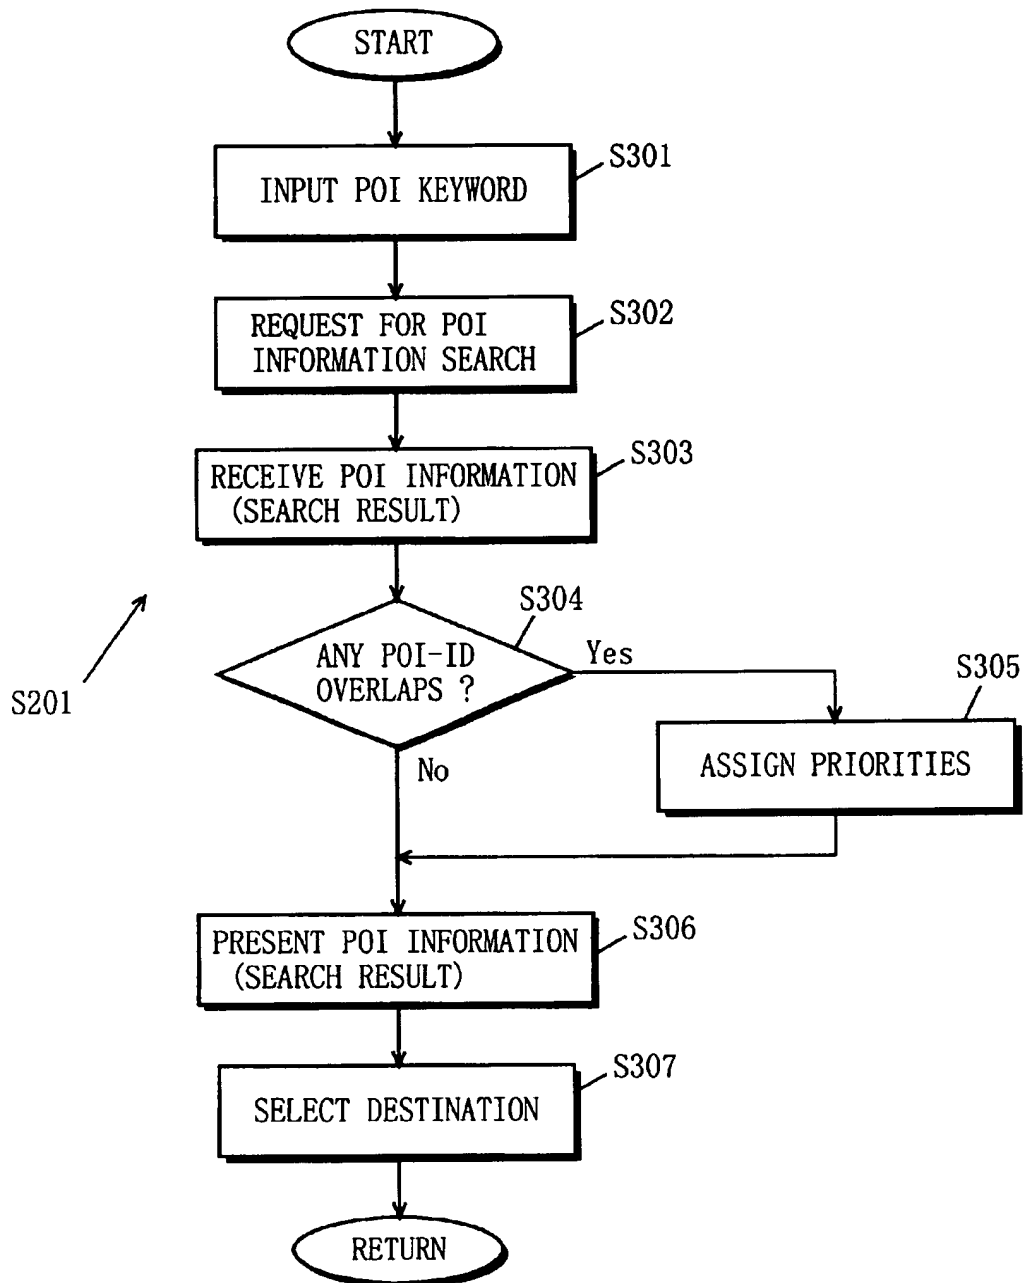 START
S301
INPUT POI KEYWORD
S302
REQUEST FOR POI
INFORMATION SEARCH
S303
RECEIVE POI INFORMATION
(SEARCH RESULT)
S304
ANY POI-ID
OVERLAPS ?
Yes
S305
S201
ASSIGN PRIORITIES
No
S306
PRESENT POI INFORMATION
(SEARCH RESULT)
S307
SELECT DESTINATION
RETURN